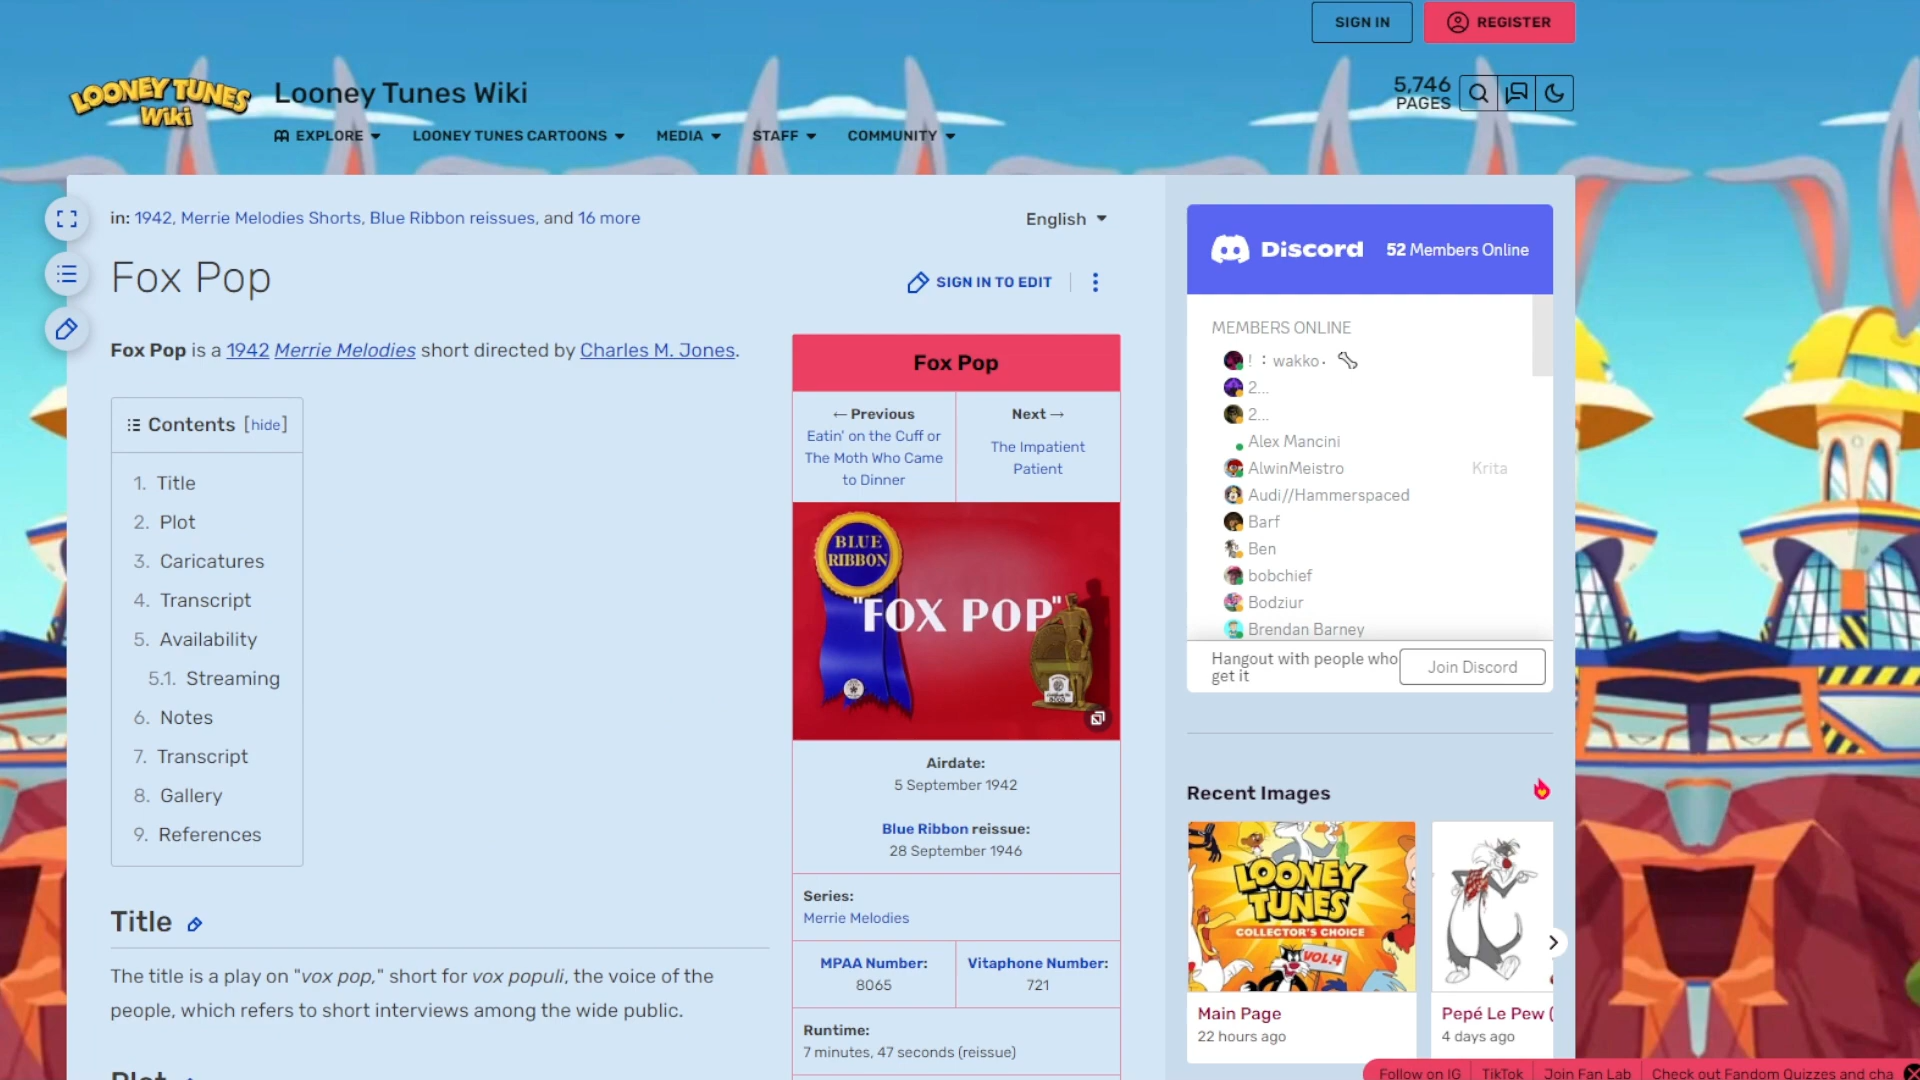 SIGN IN
REGISTER
LOONEY TUNES
Wiki
Looney Tunes Wiki
5,746
PAGES
EXPLORE
LOONEY TUNES CARTOONS
MEDIA
STAFF
COMMUNITY
in: 1942, Merrie Melodies Shorts, Blue Ribbon reissues, and 16 more
English
Fox Pop
SIGN IN TO EDIT
Fox Pop is a 1942 Merrie Melodies short directed by Charles M. Jones.
Contents [hide]
1. Title
2. Plot
3. Caricatures
4. Transcript
5. Availability
5.1. Streaming
6. Notes
7. Transcript
8. Gallery
9. References
Title
The title is a play on "vox pop," short for vox populi, the voice of the
people, which refers to short interviews among the wide public.
Plot
Fox Pop
← Previous
Eatin' on the Cuff or
The Moth Who Came
to Dinner
Next →
The Impatient
Patient
BLUE
RIBBON
"FOX POP"
Airdate:
5 September 1942
Blue Ribbon reissue:
28 September 1946
Series:
Merrie Melodies
MPAA Number:
8065
Vitaphone Number:
721
Runtime:
7 minutes, 47 seconds (reissue)
Discord
52 Members Online
MEMBERS ONLINE
! : wakko·
2...
2...
Alex Mancini
AlwinMeistro
Krita
Audi//Hammerspaced
Barf
Ben
bobchief
Bodziur
Brendan Barney
Hangout with people who
get it
Join Discord
Recent Images
LOONEY
TUNES
COLLECTOR'S CHOICE
VOL.4
Main Page
22 hours ago
Pepé Le Pew (
4 days ago
Follow on IG
TikTok
Join Fan Lab
Check out Fandom Quizzes and cha